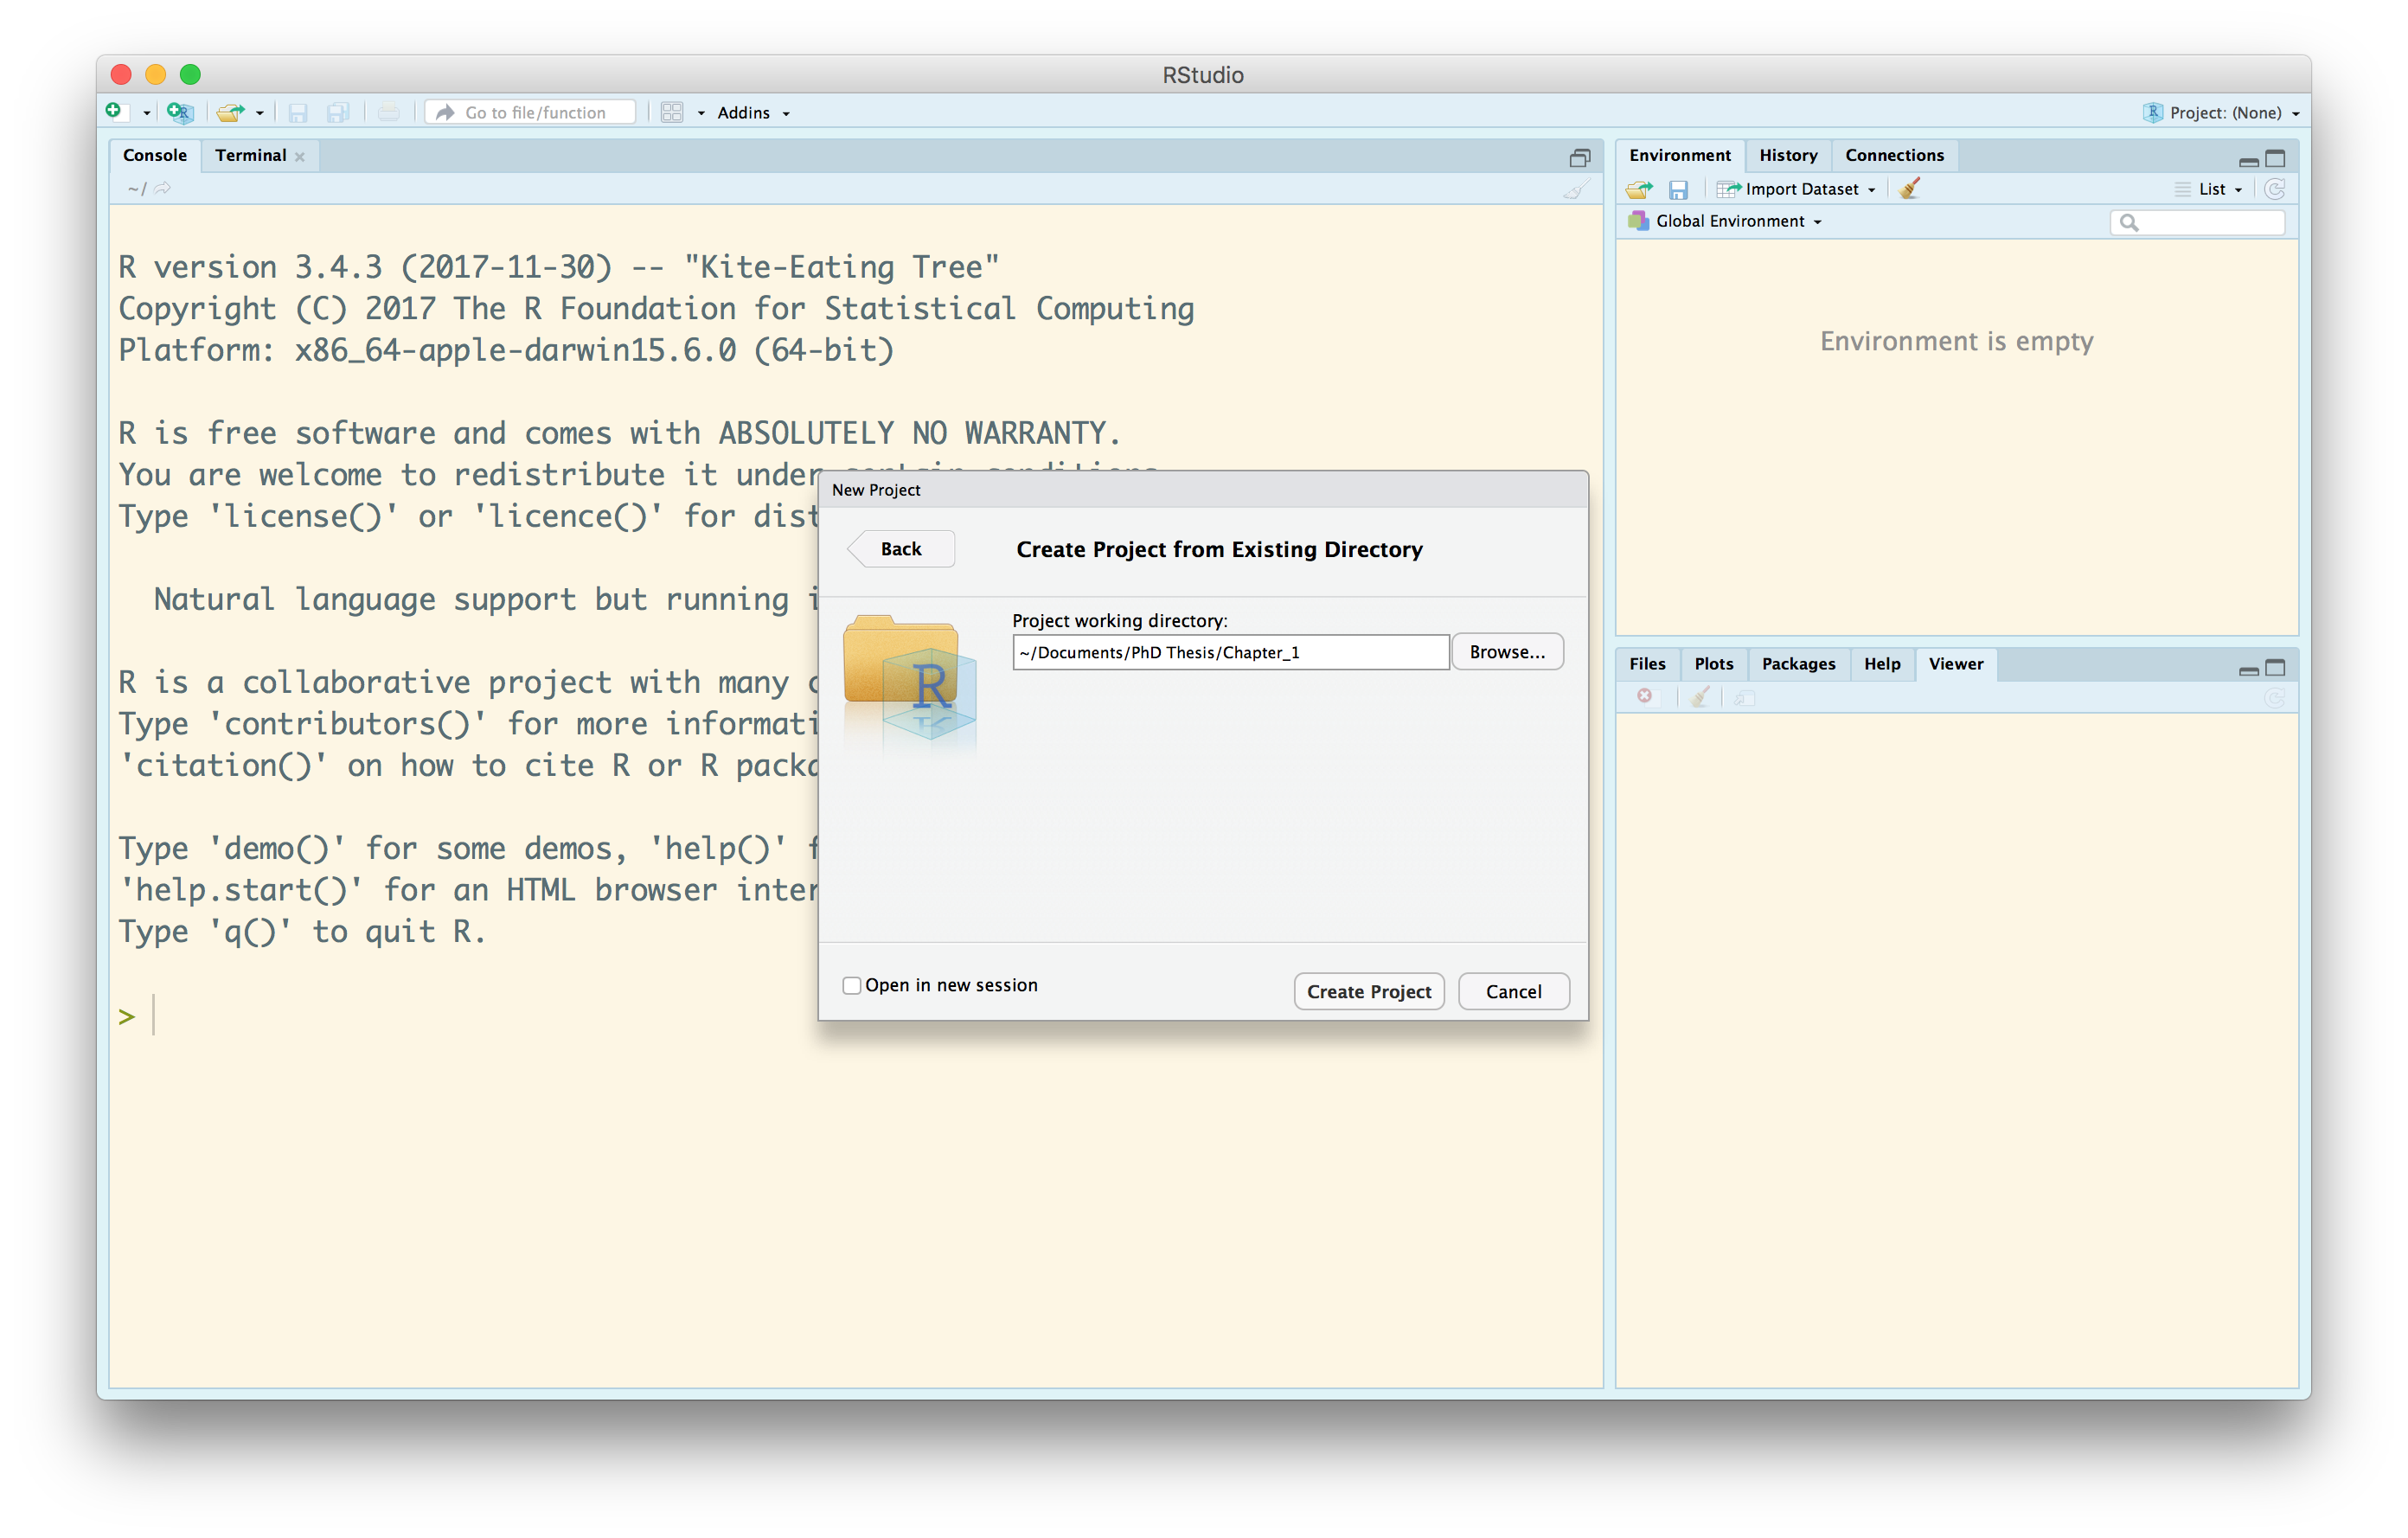 RStudio
Go to file/function
Addins
Project: (None)
Console
Terminal
~/
R version 3.4.3 (2017-11-30) -- "Kite-Eating Tree"
Copyright (C) 2017 The R Foundation for Statistical Computing
Platform: x86_64-apple-darwin15.6.0 (64-bit)
R is free software and comes with ABSOLUTELY NO WARRANTY.
You are welcome to redistribute it under certain conditions
Type 'license()' or 'licence()' for dist
Natural language support but running i
R is a collaborative project with many c
Type 'contributors()' for more informati
'citation()' on how to cite R or R packa
Type 'demo()' for some demos, 'help()' f
'help.start()' for an HTML browser inter
Type 'q()' to quit R.
>
New Project
Back
Create Project from Existing Directory
Project working directory:
~/Documents/PhD Thesis/Chapter_1
Browse...
R
Open in new session
Create Project
Cancel
Environment
History
Connections
Import Dataset
List
Global Environment
Environment is empty
Files
Plots
Packages
Help
Viewer